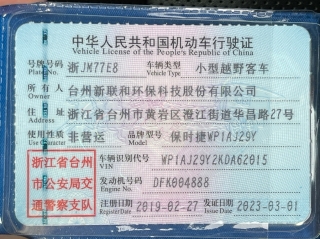 中华人民共和国机动车行驶证
Vehicle License of the People's Republic of China
号牌号码 浙JM77E8 车辆类型 小型越野客车
Plate No. Vehicle Type
所有人 台州新联和环保科技股份有限公司
Owner
住址 浙江省台州市黄岩区澄江街道华昌路27号
Address
使用性质 非营运 品牌型号 保时捷WP1AJ29Y
Use Character Model
浙江省台州
市公安局交
通警察支队
车辆识别代号 WP1AJ29Y2KDA62015
VIN
发动机号码 DFK004888
Engine No.
注册日期 2019-02-27 发证日期 2023-03-01
Register Date Issue Date